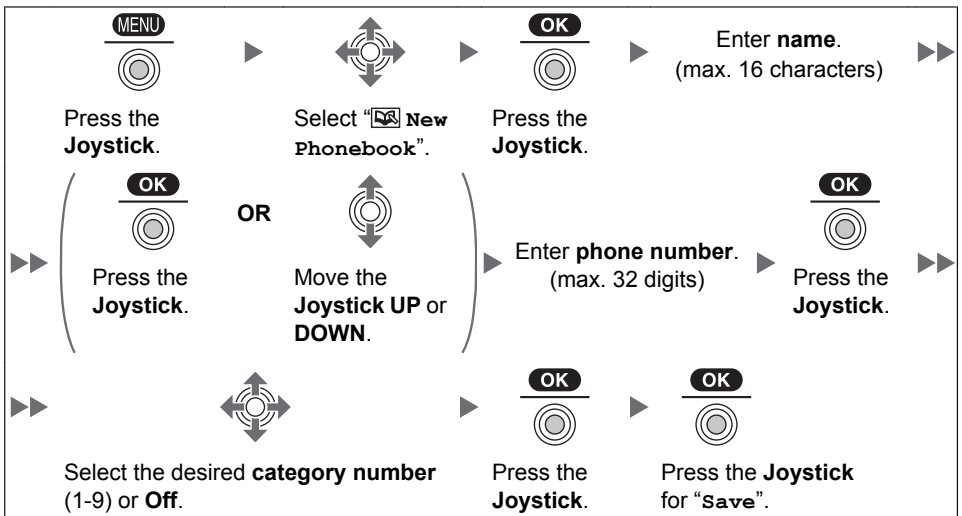 MENU
OK
Enter name.
(max. 16 characters)
Press the
Joystick.
Select “ New
Phonebook”.
Press the
Joystick.
OK
OR
OK
Press the
Joystick.
Move the
Joystick UP or
DOWN.
Enter phone number.
(max. 32 digits)
Press the
Joystick.
OK
OK
Select the desired category number
(1-9) or Off.
Press the
Joystick.
Press the Joystick
for “Save”.